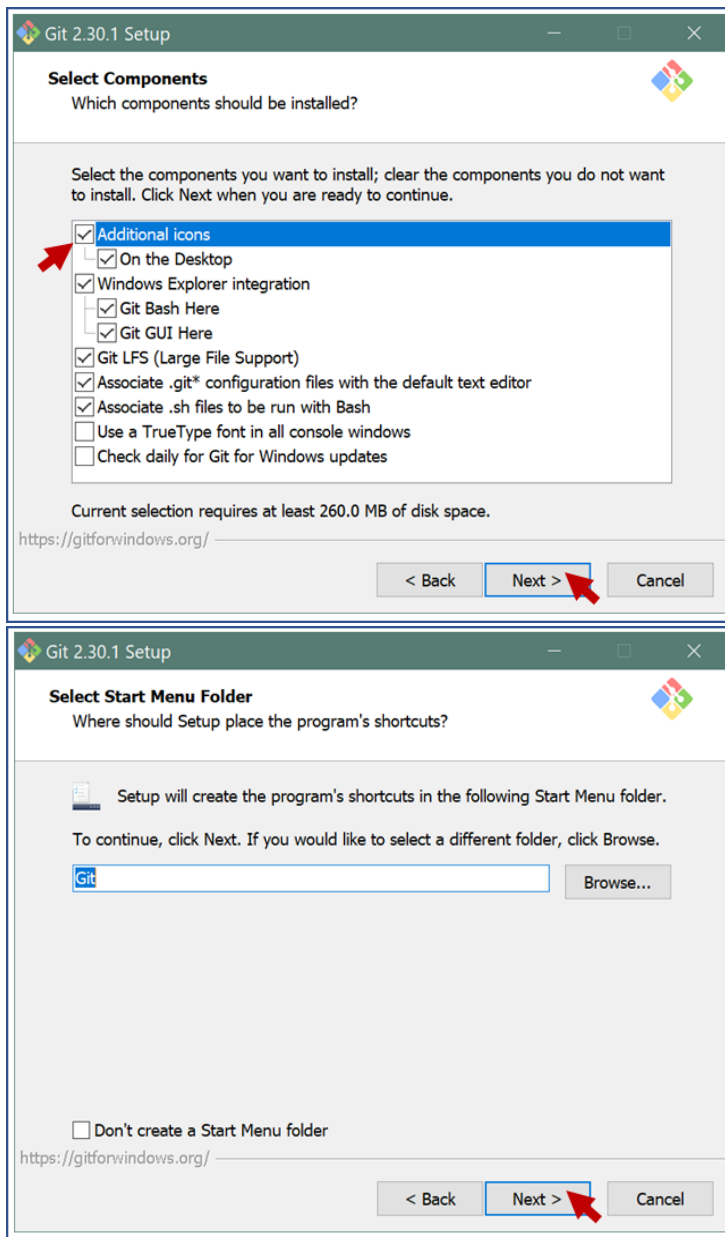 Git 2.30.1 Setup
Select Components
Which components should be installed?
Select the components you want to install; clear the components you do not want
to install. Click Next when you are ready to continue.
Additional icons
On the Desktop
Windows Explorer integration
Git Bash Here
Git GUI Here
Git LFS (Large File Support)
Associate .git* configuration files with the default text editor
Associate .sh files to be run with Bash
Use a TrueType font in all console windows
Check daily for Git for Windows updates
Current selection requires at least 260.0 MB of disk space.
https://gitforwindows.org/
< Back Next > Cancel
Git 2.30.1 Setup
Select Start Menu Folder
Where should Setup place the program's shortcuts?
Setup will create the program's shortcuts in the following Start Menu folder.
To continue, click Next. If you would like to select a different folder, click Browse.
Git Browse...
Don't create a Start Menu folder
https://gitforwindows.org/
< Back Next > Cancel